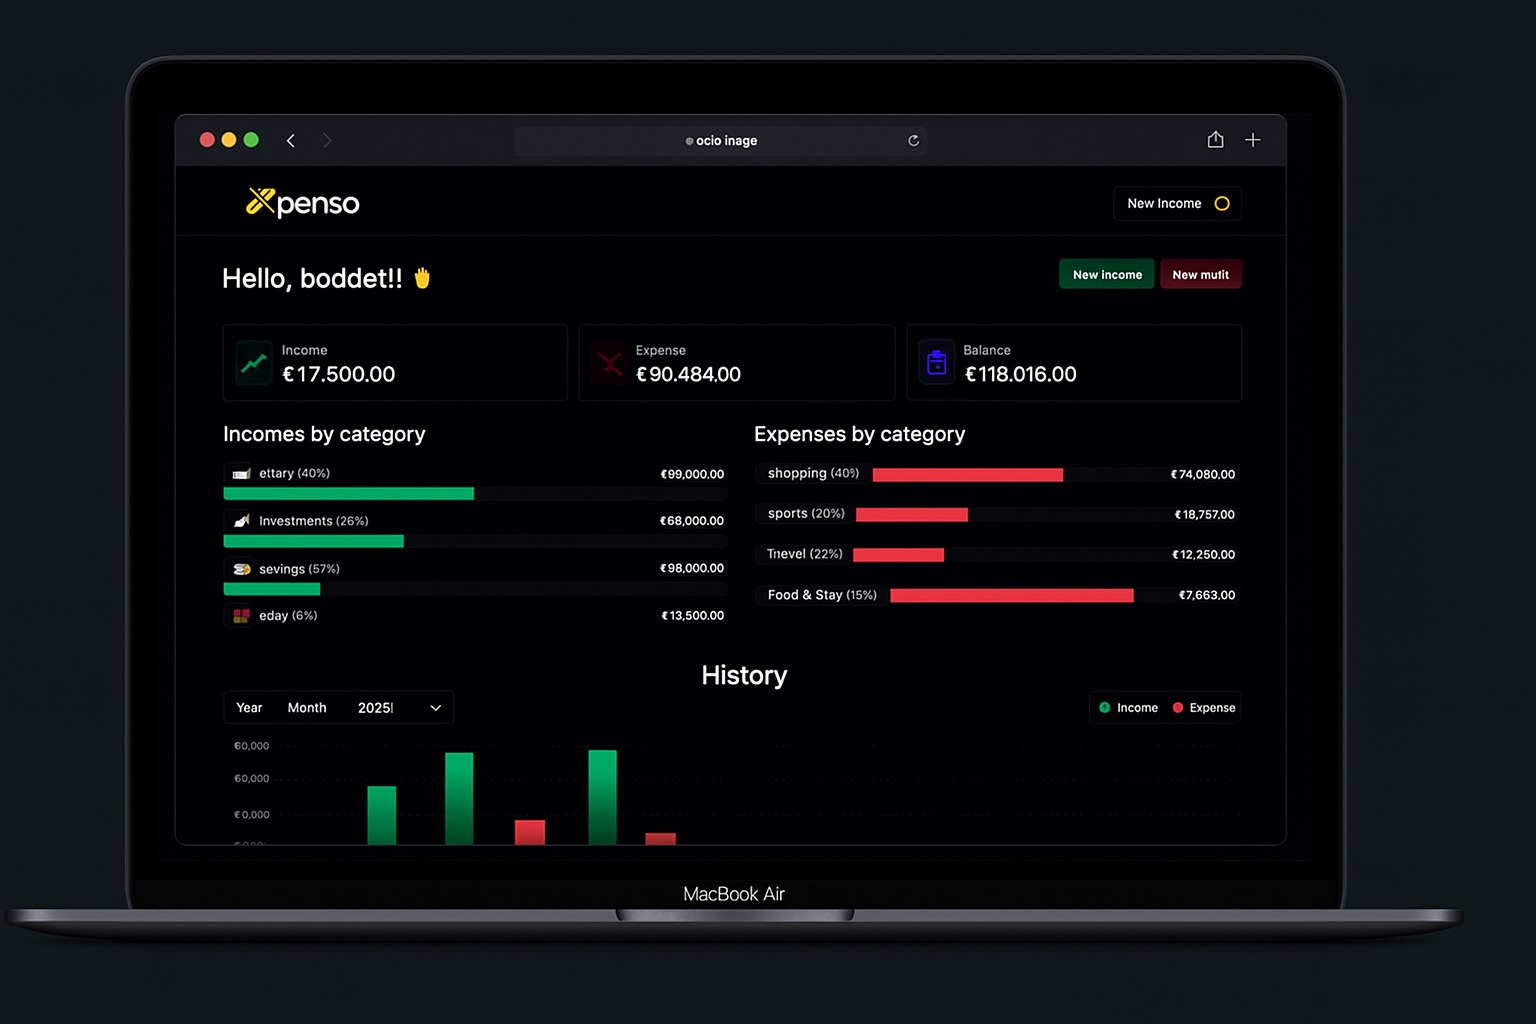 ocio inage
Xpenso
New Income
Hello, boddet!!
New income
New mutit
Income
€17.500.00
Expense
€90.484.00
Balance
€118.016.00
Incomes by category
ettary (40%)
€99,000.00
Investments (26%)
€68,000.00
sevings (57%)
€98,000.00
eday (6%)
€13,500.00
Expenses by category
shopping (40%)
€74,080.00
sports (20%)
€18,757.00
Tnevel (22%)
€12,250.00
Food & Stay (15%)
€7,663.00
History
Year Month 2025
Income Expense
€0,000
€0,000
€0,000
MacBook Air